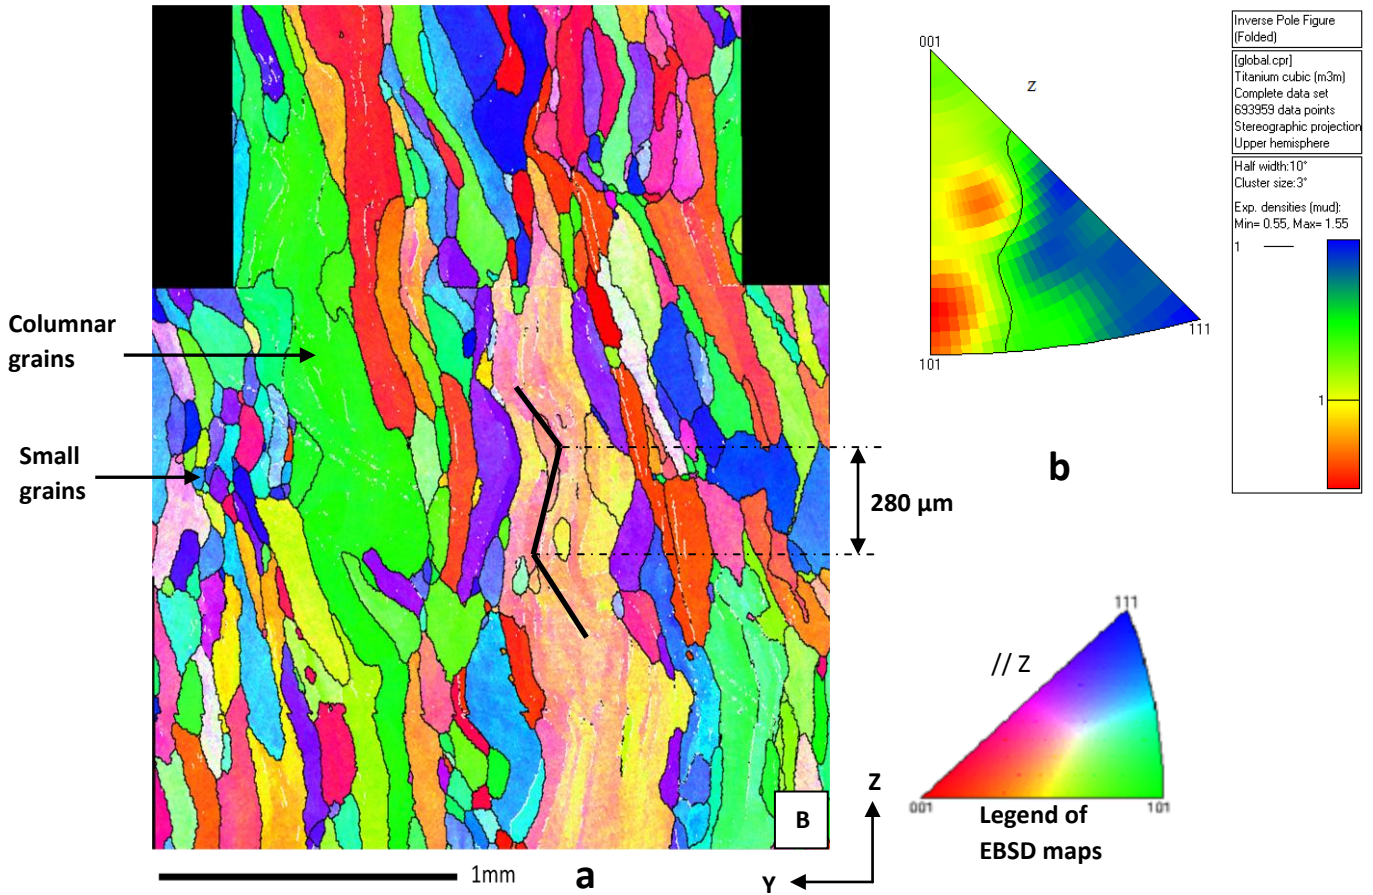 Columnar
grains
Small
grains
280 µm
B
Z
Y
1mm
a
001
z
101
111
b
Inverse Pole Figure
(Folded)
[global.cpr]
Titanium cubic (m3m)
Complete data set
693959 data points
Stereographic projection
Upper hemisphere
Half width:10°
Cluster size:3°
Exp. densities (mud):
Min= 0.55, Max= 1.55
1
1
111
// Z
001
101
Legend of
EBSD maps